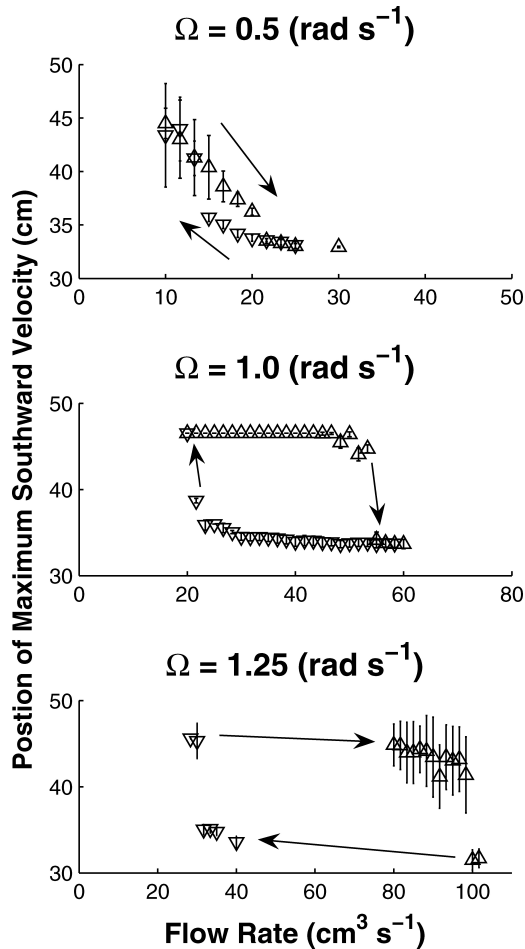 Ω = 0.5 (rad s⁻¹)
50
45
40
35
30
0 10 20 30 40 50
Ω = 1.0 (rad s⁻¹)
50
40
30
0 20 40 60 80
Ω = 1.25 (rad s⁻¹)
50
40
30
0 20 40 60 80 100
Postion of Maximum Southward Velocity (cm)
Flow Rate (cm³ s⁻¹)